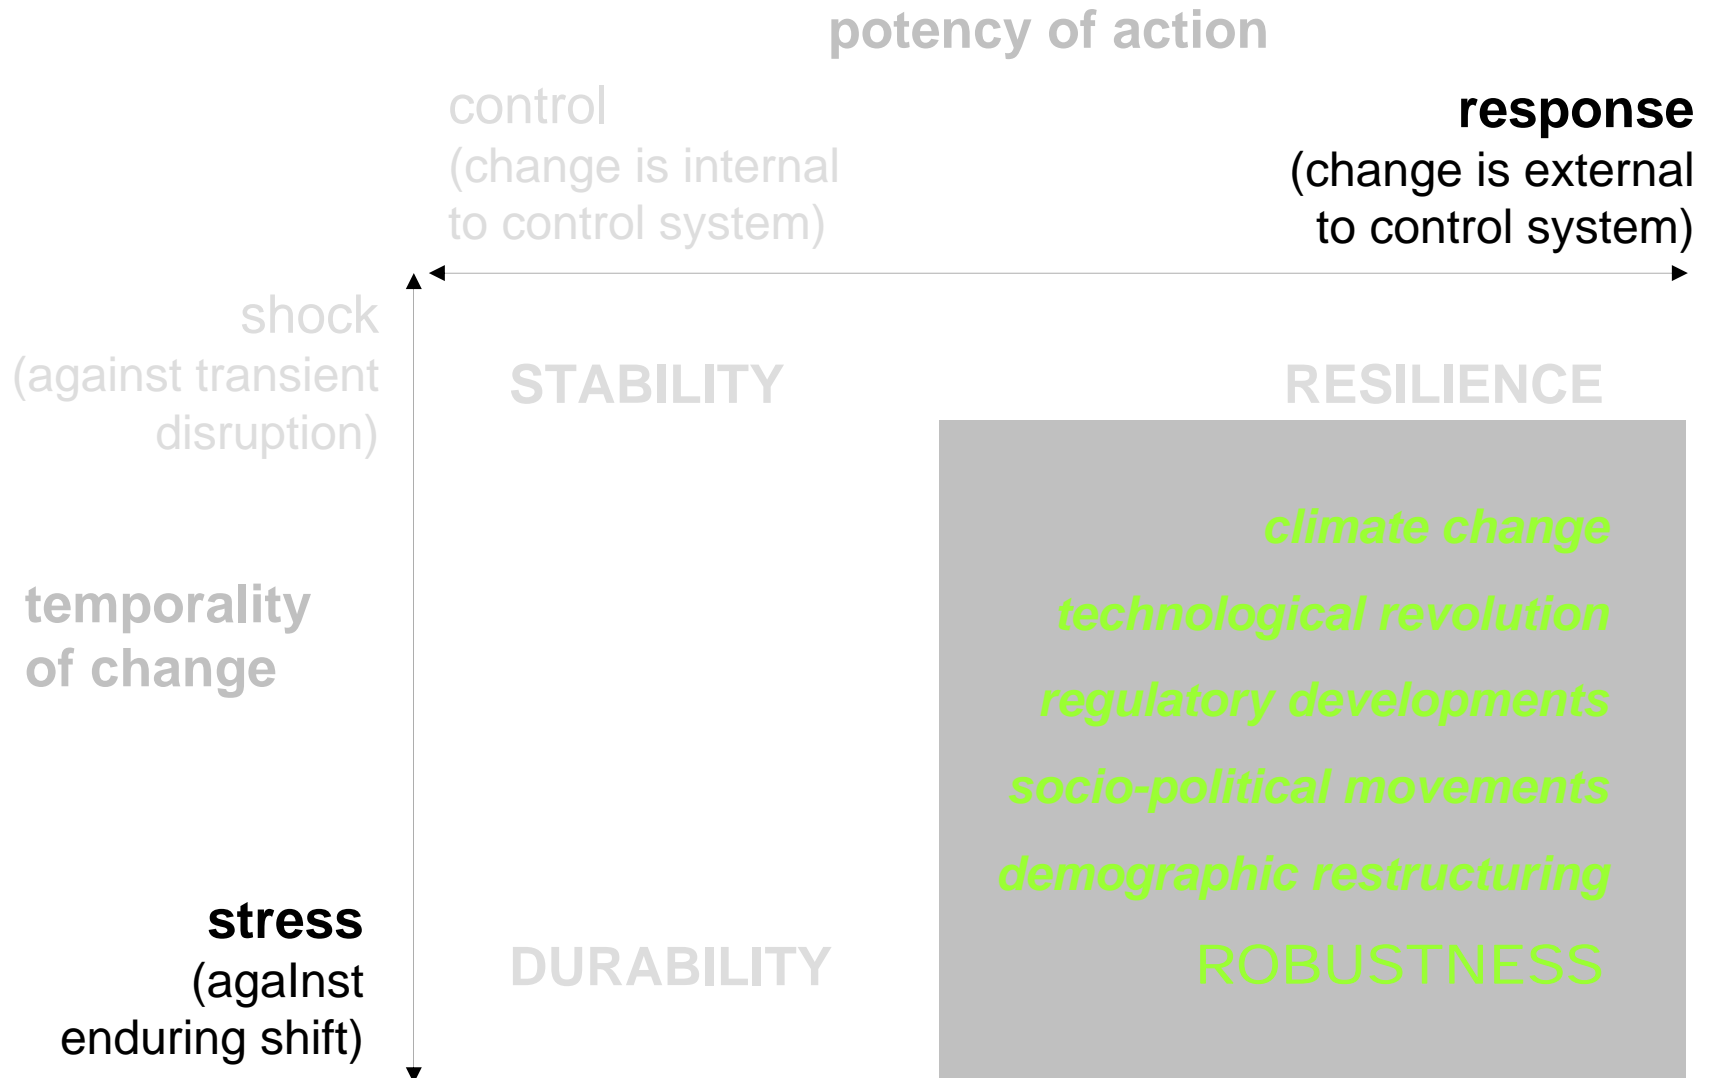 potency of action
control
(change is internal
to control system)
response
(change is external
to control system)
shock
(against transient
disruption)
STABILITY
RESILIENCE
temporality
of change
climate change
technological revolution
regulatory developments
socio-political movements
demographic restructuring
stress
(agaInst
enduring shift)
DURABILITY
ROBUSTNESS